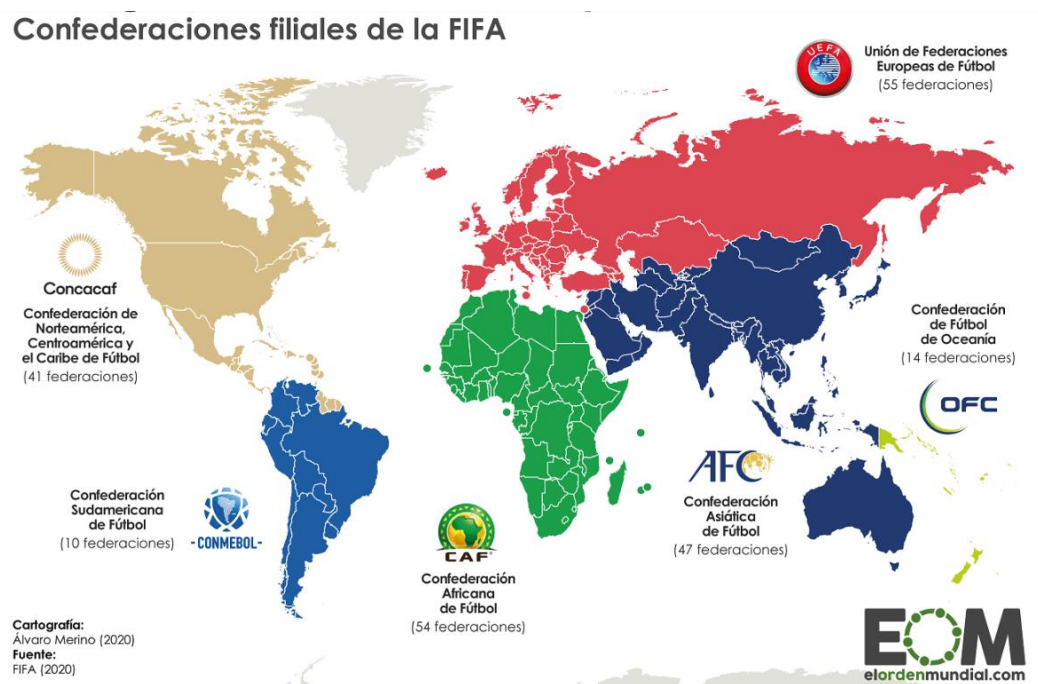 Confederaciones filiales de la FIFA
UEFA
Unión de Federaciones
Europeas de Fútbol
(55 federaciones)
Concacaf
Confederación de
Norteamérica,
Centroamérica y
el Caribe de Fútbol
(41 federaciones)
Confederación
de Fútbol
de Oceanía
(14 federaciones)
OFC
Confederación
Sudamericana
de Fútbol
(10 federaciones)
-CONMEBOL-
CAF
Confederación
Africana
de Fútbol
(54 federaciones)
AFC
Confederación
Asiática
de Fútbol
(47 federaciones)
Cartografía:
Álvaro Merino (2020)
Fuente:
FIFA (2020)
EOM
elordenmundial.com